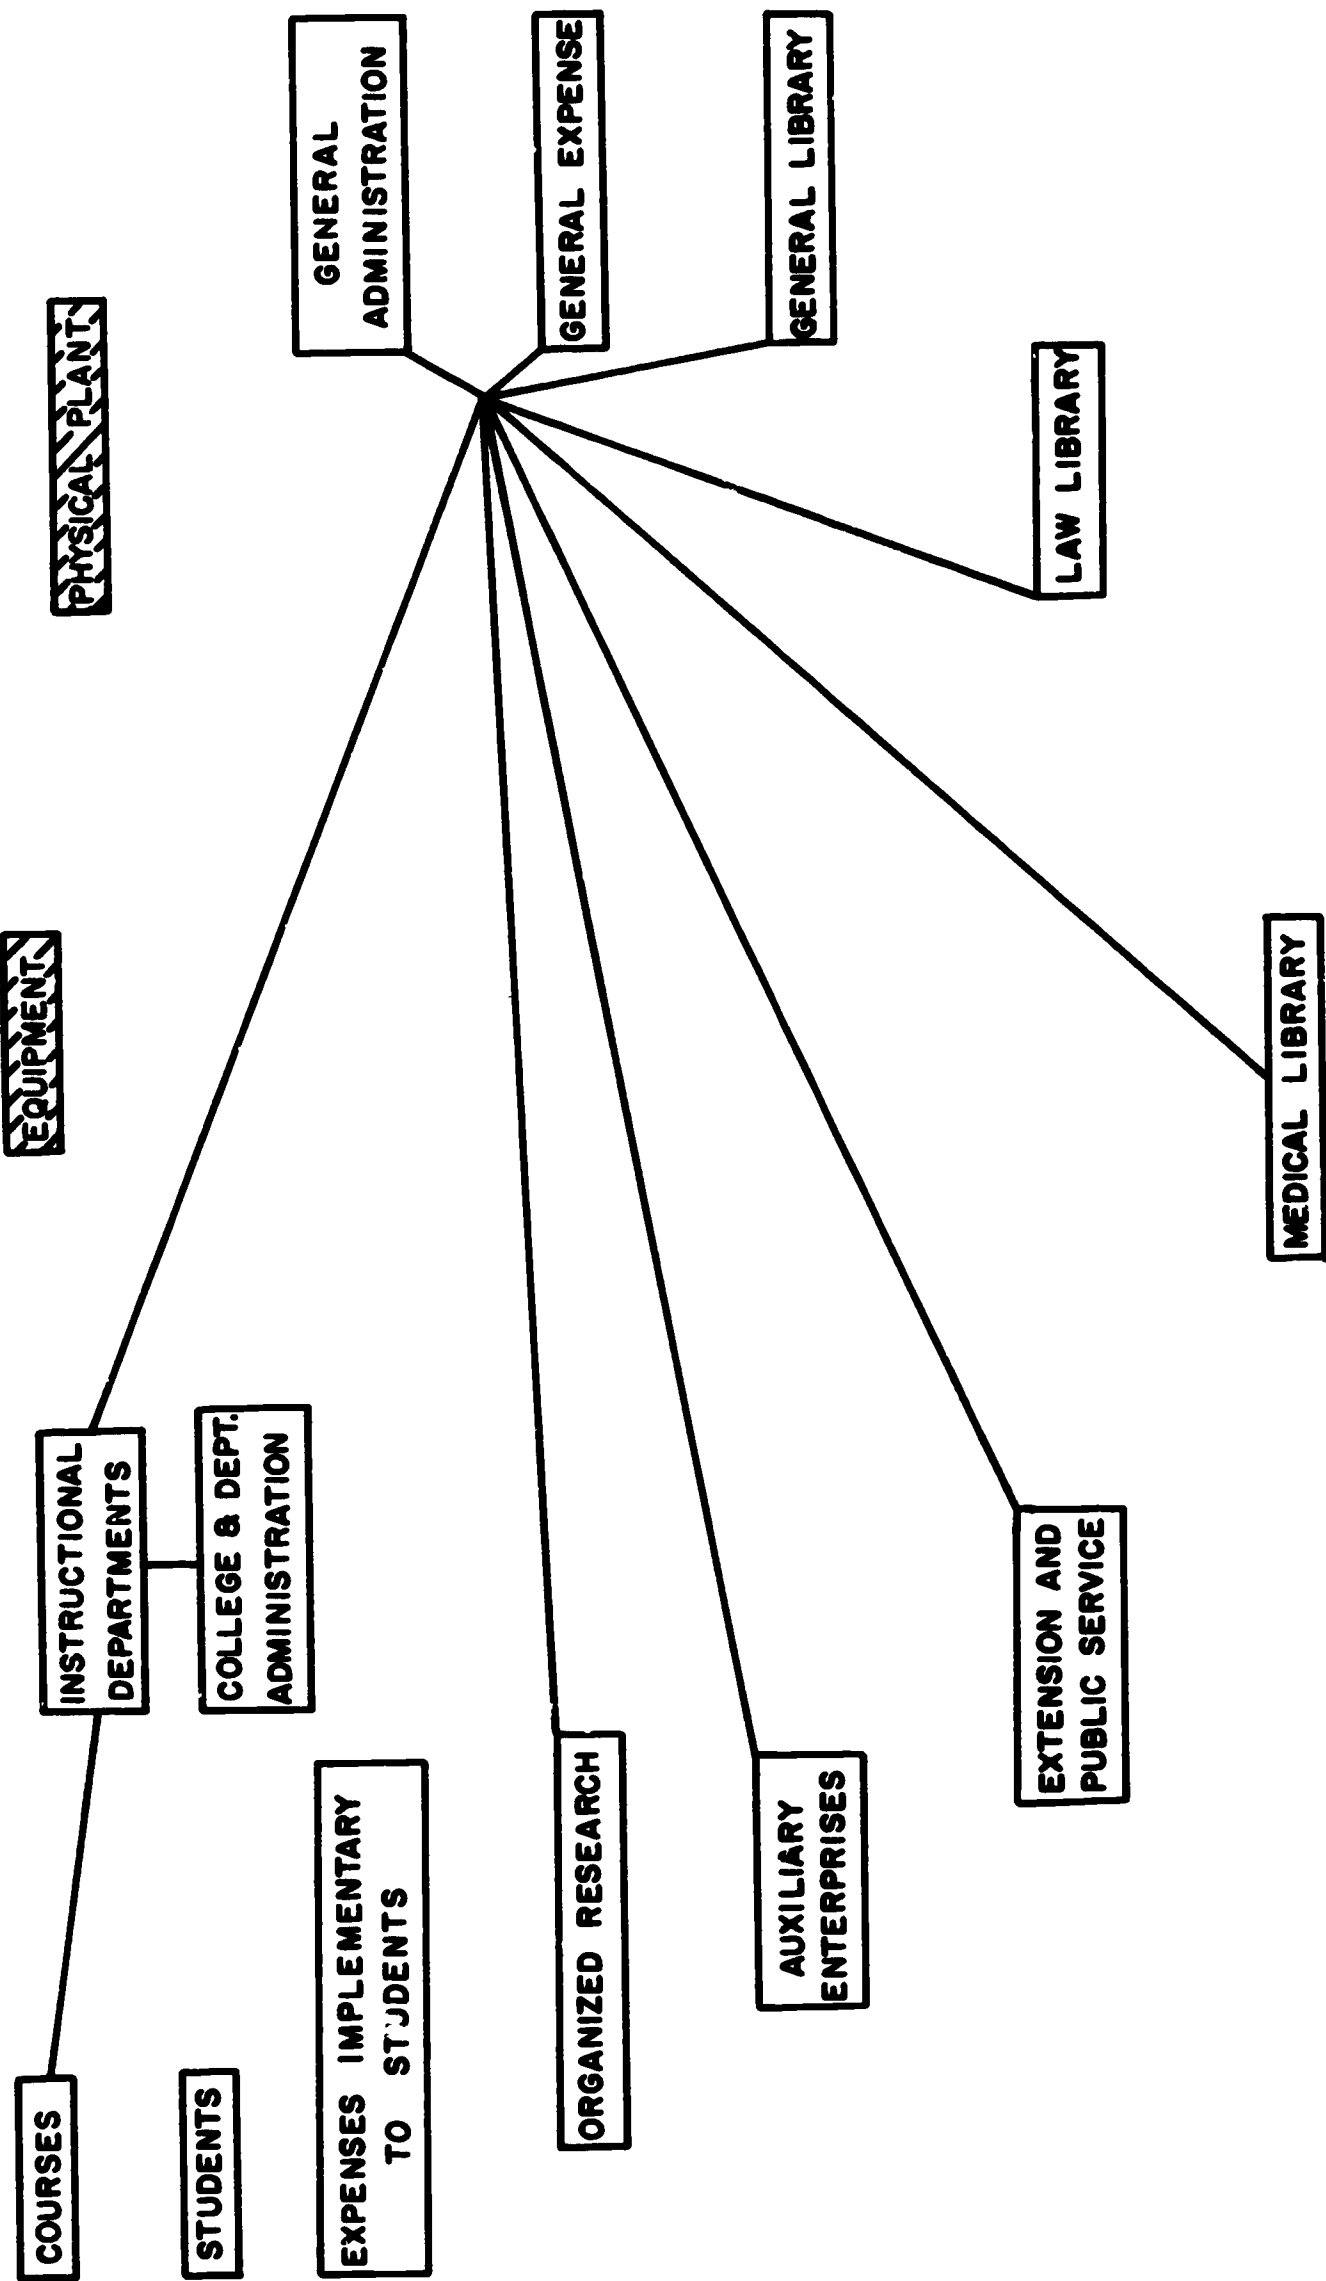 COURSES
STUDENTS
EXPENSES IMPLEMENTARY
TO STUDENTS
INSTRUCTIONAL
DEPARTMENTS
COLLEGE & DEPT.
ADMINISTRATION
EQUIPMENT
PHYSICAL PLANT
GENERAL
ADMINISTRATION
GENERAL EXPENSE
GENERAL LIBRARY
LAW LIBRARY
MEDICAL LIBRARY
ORGANIZED RESEARCH
AUXILIARY
ENTERPRISES
EXTENSION AND
PUBLIC SERVICE